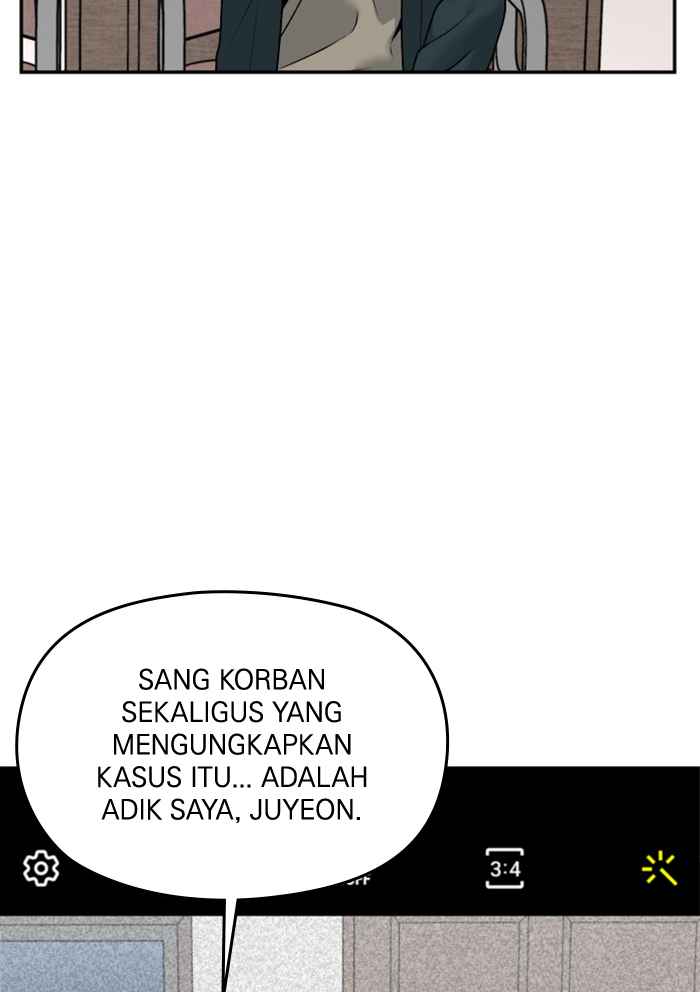 SANG KORBAN
SEKALIGUS YANG
MENGUNGKAPKAN
KASUS ITU... ADALAH
ADIK SAYA, JUYEON.
3:4